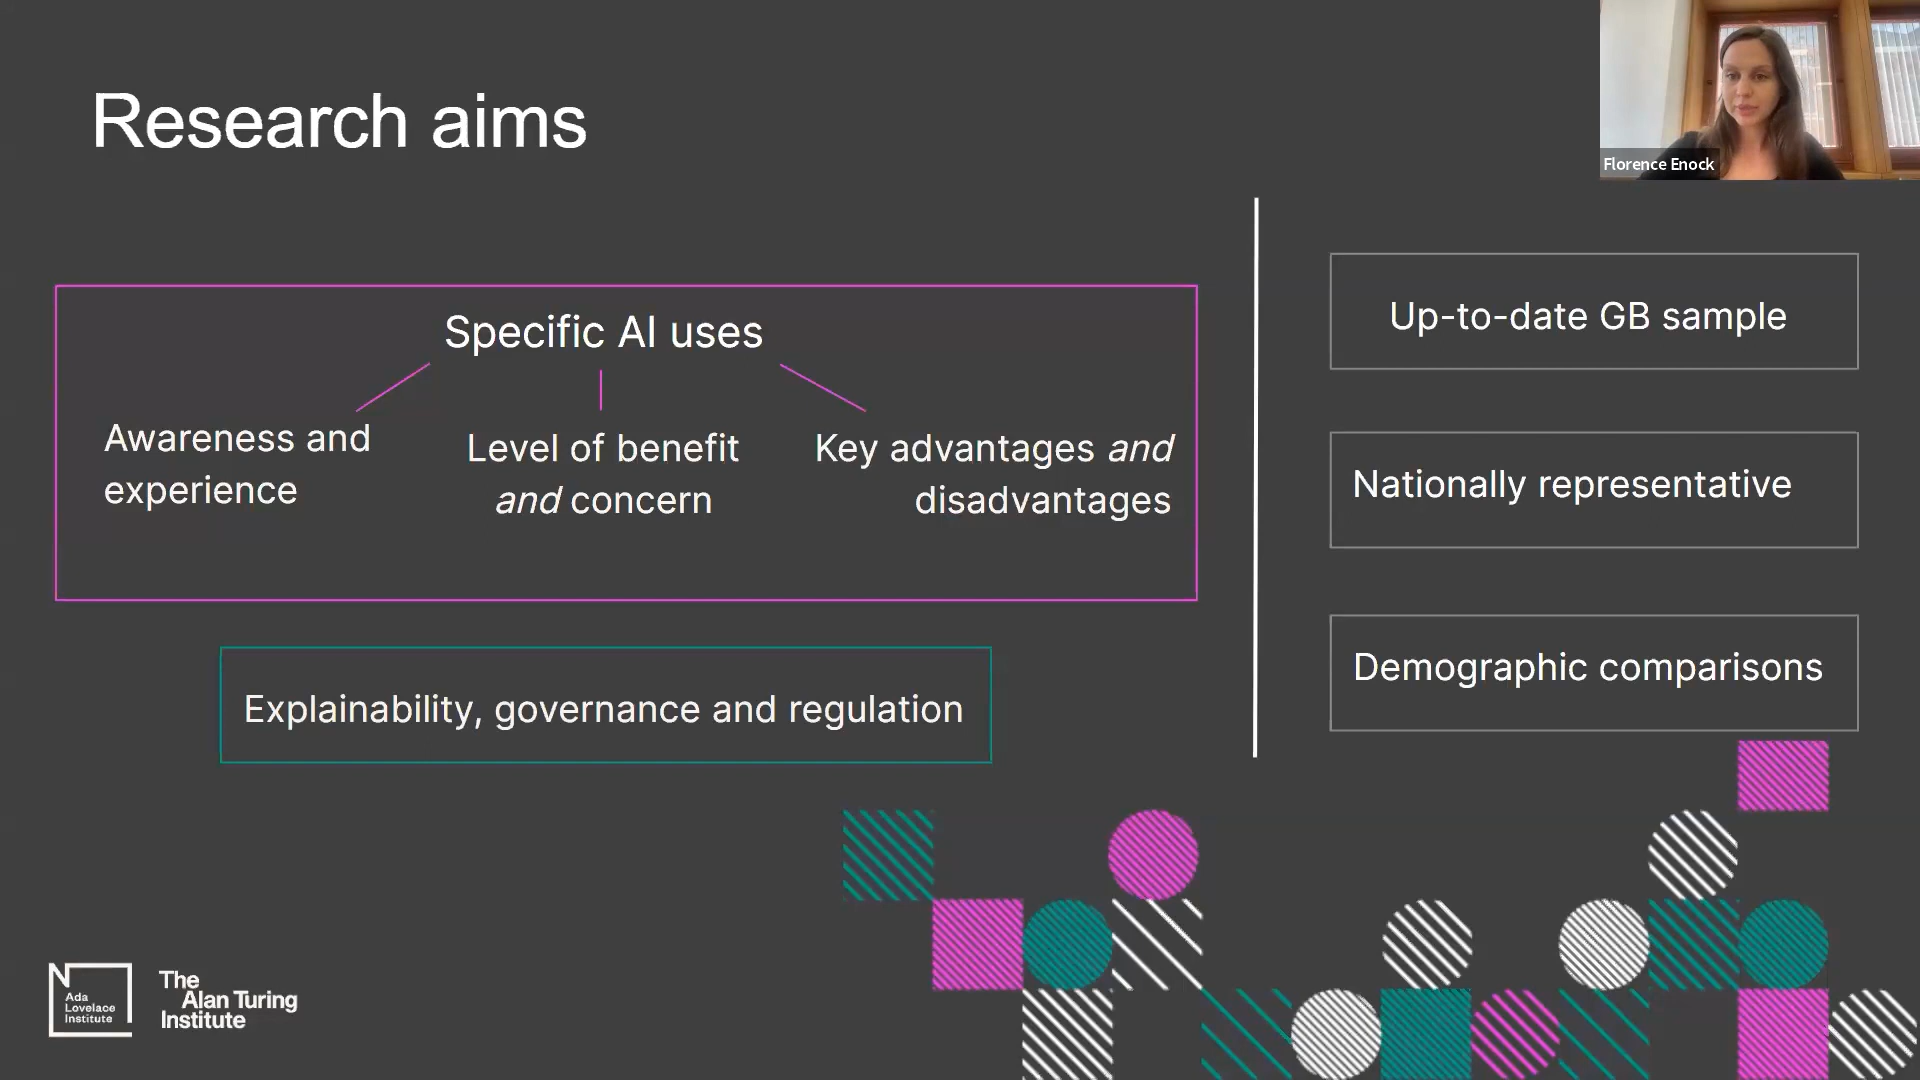 Research aims
Florence Enock
Specific AI uses
Awareness and
experience
Level of benefit
and concern
Key advantages and
disadvantages
Explainability, governance and regulation
Up-to-date GB sample
Nationally representative
Demographic comparisons
Ada
Lovelace
Institute
The
Alan Turing
Institute